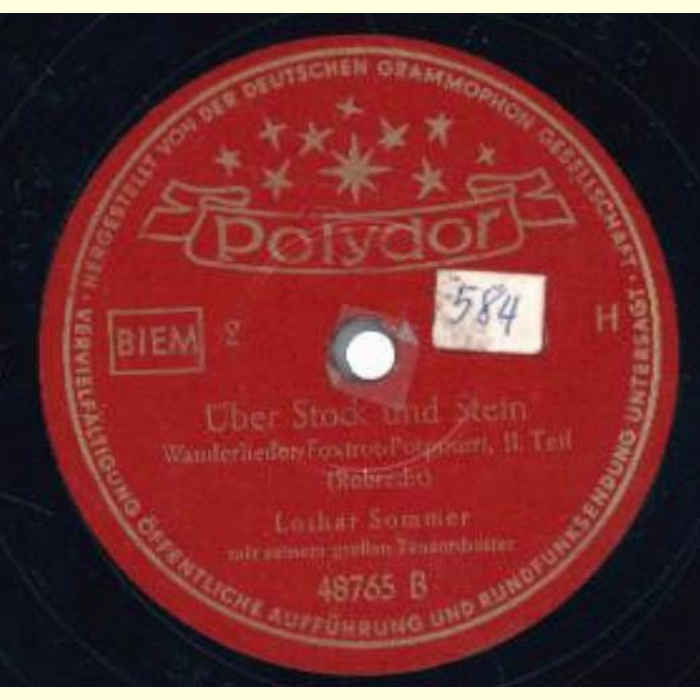 HERGESTELLT VON DER DEUTSCHEN GRAMMOPHON GESELLSCHAFT · VERVIELFÄLTIGUNG ÖFFENTLICHE AUFFÜHRUNG UND RUNDFUNKSENDUNG UNTERSAGT ·
Polydor
584
BIEM 2 H
Über Stock und Stein
Wanderlieder-Foxtrot-Potpourri, II. Teil
(Robrecht)
Lothar Sommer
mit seinem großen Tanzorchester
48765 B